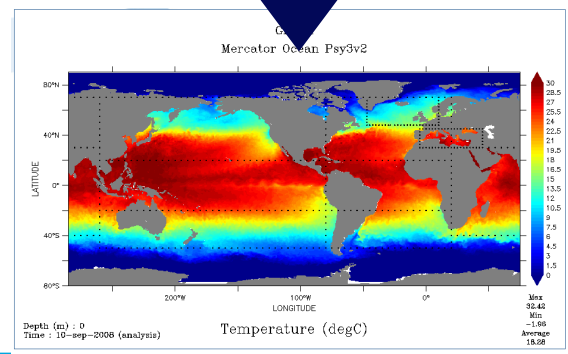 Mercator Ocean Psy3v2
80°N
40°N
0°
40°S
80°S
LATITUDE
200°W
100°W
0°
LONGITUDE
30
28.5
27
25.5
24
22.5
21
19.5
18
16.5
15
13.5
12
10.5
9
7.5
6
4.5
3
1.5
0
Max
32.42
Min
-1.98
Average
18.28
Depth (m) : 0
Time : 10-sep-2008 (analysis)
Temperature (degC)